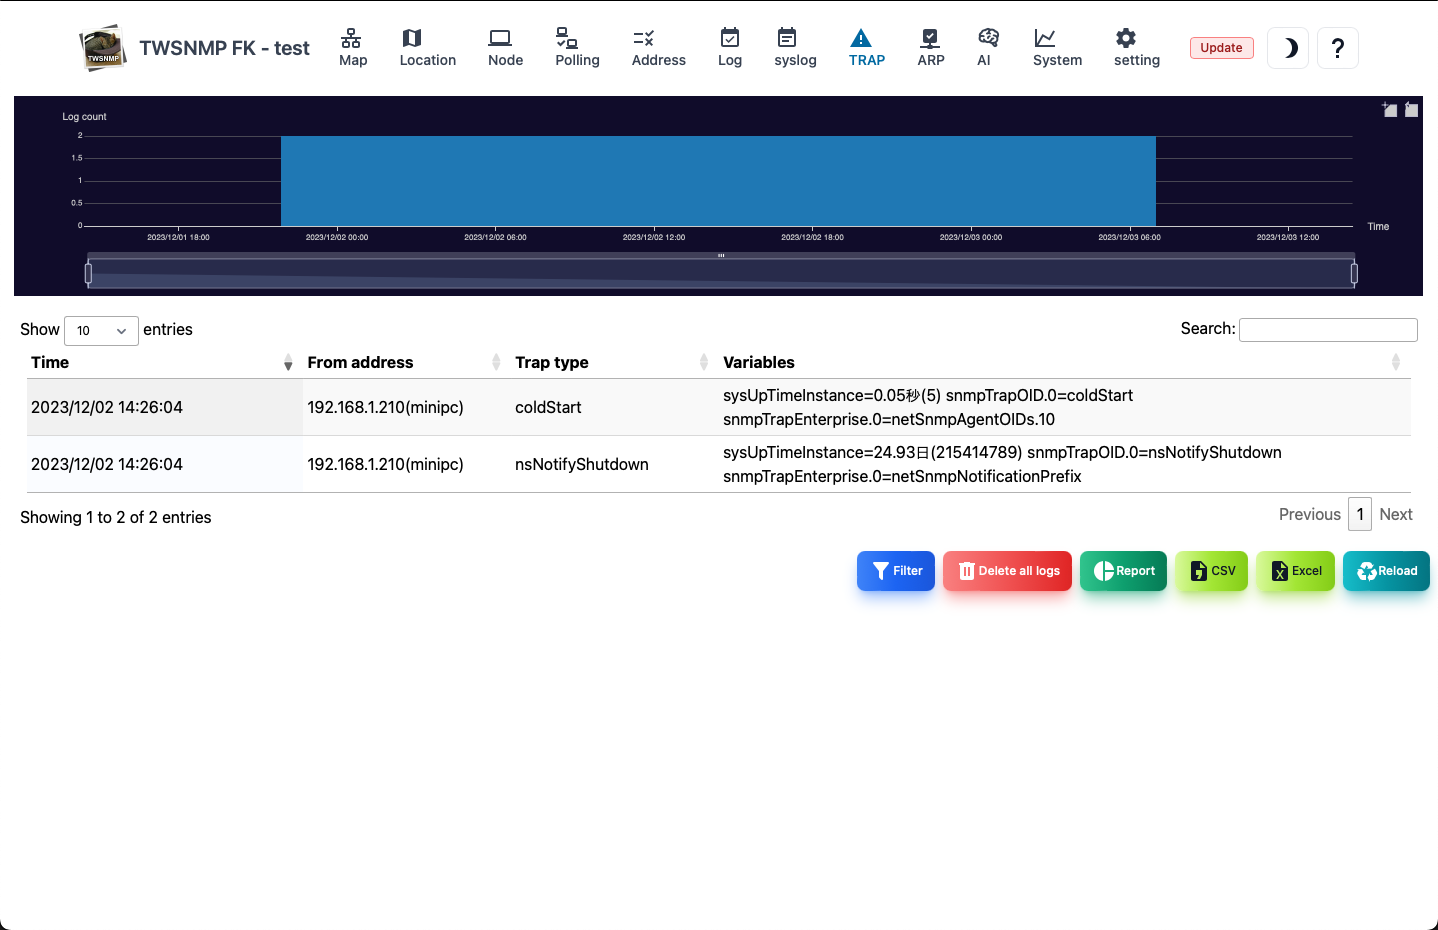 TWSNMP
TWSNMP FK - test
Map
Location
Node
Polling
Address
Log
syslog
TRAP
ARP
AI
System
setting
Update
?
Log count
2
1.5
1
0.5
0
2023/12/01 18:00
2023/12/02 00:00
2023/12/02 06:00
2023/12/02 12:00
2023/12/02 18:00
2023/12/03 00:00
2023/12/03 06:00
2023/12/03 12:00
Time
Show 10 entries
Search:
Time From address Trap type Variables
2023/12/02 14:26:04 192.168.1.210(minipc) coldStart sysUpTimeInstance=0.05秒(5) snmpTrapOID.0=coldStart
snmpTrapEnterprise.0=netSnmpAgentOIDs.10
2023/12/02 14:26:04 192.168.1.210(minipc) nsNotifyShutdown sysUpTimeInstance=24.93日(215414789) snmpTrapOID.0=nsNotifyShutdown
snmpTrapEnterprise.0=netSnmpNotificationPrefix
Showing 1 to 2 of 2 entries
Previous 1 Next
Filter
Delete all logs
Report
CSV
Excel
Reload